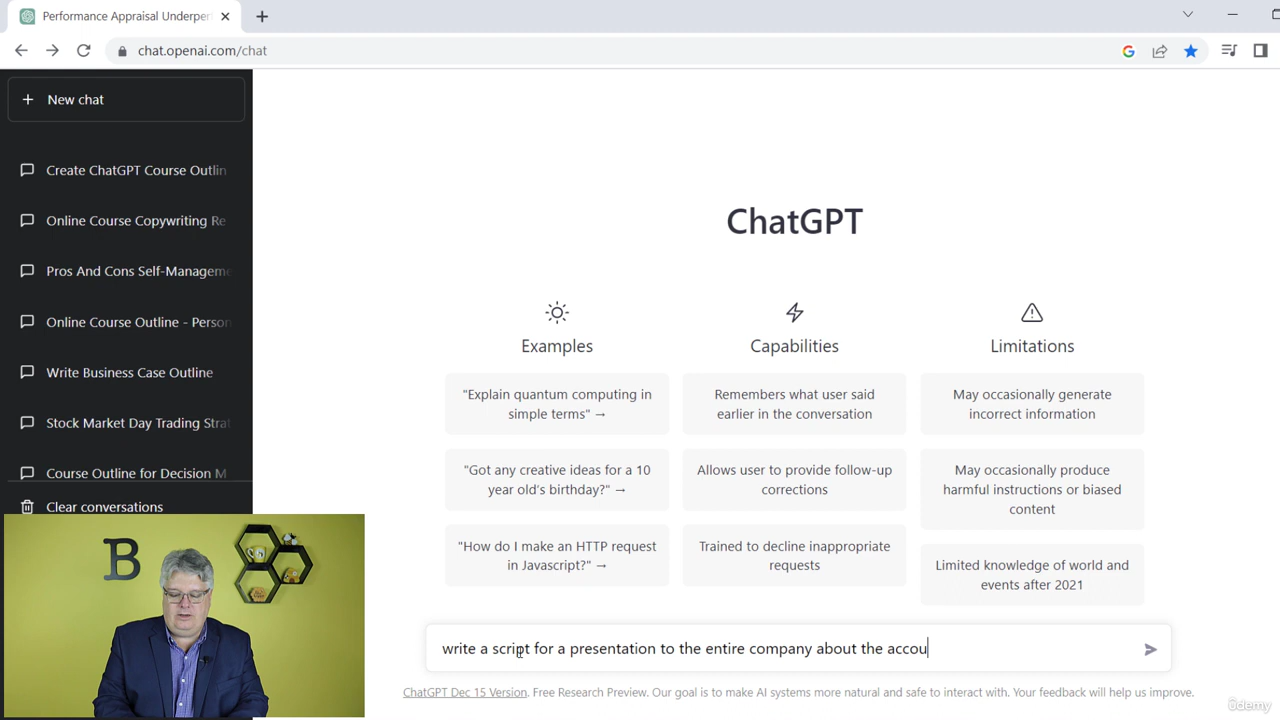 Performance Appraisal Underper
chat.openai.com/chat
New chat
Create ChatGPT Course Outlin
Online Course Copywriting Re
Pros And Cons Self-Manageme
Online Course Outline - Person
Write Business Case Outline
Stock Market Day Trading Strat
Course Outline for Decision M
Clear conversations
B
ChatGPT
Examples
"Explain quantum computing in
simple terms" →
"Got any creative ideas for a 10
year old's birthday?" →
"How do I make an HTTP request
in Javascript?" →
Capabilities
Remembers what user said
earlier in the conversation
Allows user to provide follow-up
corrections
Trained to decline inappropriate
requests
Limitations
May occasionally generate
incorrect information
May occasionally produce
harmful instructions or biased
content
Limited knowledge of world and
events after 2021
write a script for a presentation to the entire company about the accou
ChatGPT Dec 15 Version. Free Research Preview. Our goal is to make AI systems more natural and safe to interact with. Your feedback will help us improve.
ûdemy